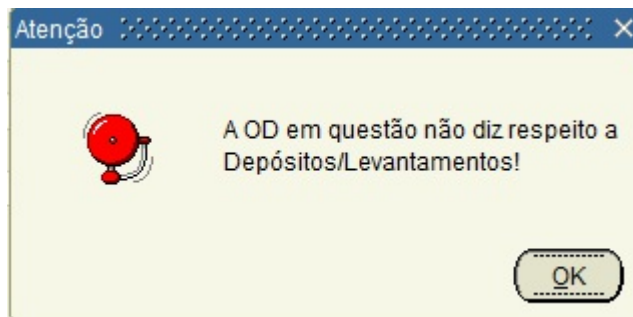 Atenção
A OD em questão não diz respeito a
Depósitos/Levantamentos!
OK